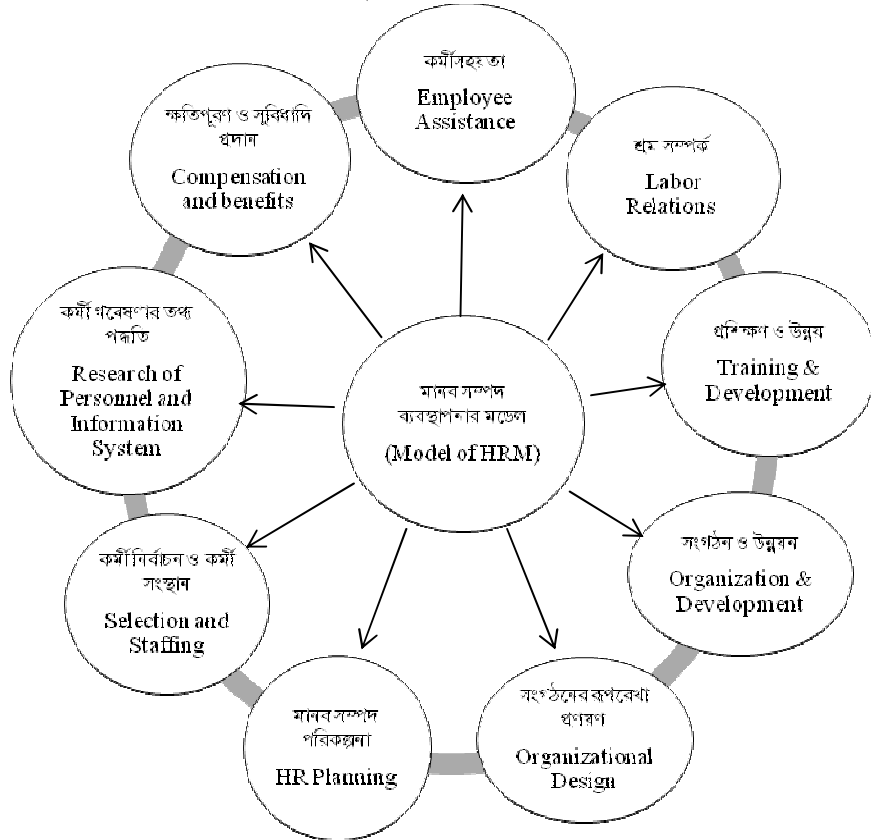 কর্মীসহয়তা
Employee
Assistance
শ্রম সম্পর্ক
Labor
Relations
প্রশিক্ষণ ও উন্নয়
Training &
Development
সংগঠন ও উন্নয়ন
Organization &
Development
সংগঠনের রূপরেখা
প্রণয়ণ
Organizational
Design
মানব সম্পদ
পরিকল্পনা
HR Planning
কর্মী নির্বাচন ও কর্মী
সংস্থান
Selection and
Staffing
কর্মী গবেষণার তথ্য
পদ্ধতি
Research of
Personnel and
Information
System
ক্ষতিপূরণ ও সুবিধাদি
প্রদান
Compensation
and benefits
মানব সম্পদ
ব্যবস্থাপনার মডেল
(Model of HRM)